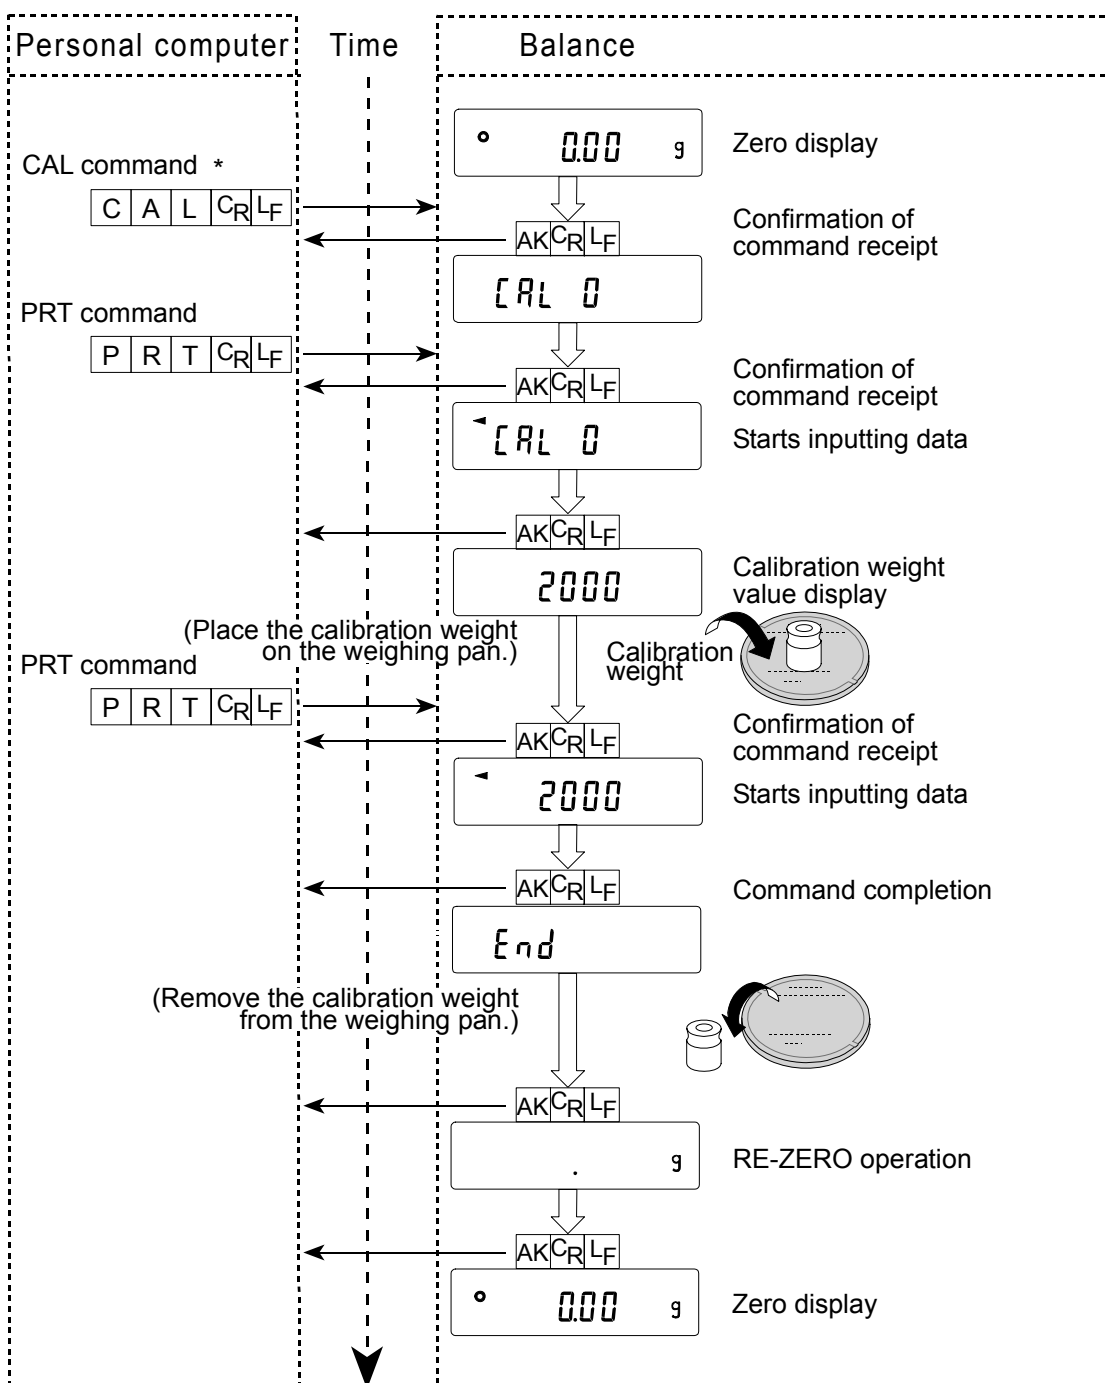 Personal computer Time Balance
0.00 g Zero display
CAL command *
C A L CR LF
AK CR LF Confirmation of
command receipt
CAL 0
PRT command
P R T CR LF
AK CR LF Confirmation of
command receipt
CAL 0 Starts inputting data
AK CR LF
2000 Calibration weight
value display
(Place the calibration weight
on the weighing pan.)
Calibration
weight
PRT command
P R T CR LF
AK CR LF Confirmation of
command receipt
2000 Starts inputting data
AK CR LF Command completion
End
(Remove the calibration weight
from the weighing pan.)
AK CR LF
. g RE-ZERO operation
AK CR LF
0.00 g Zero display